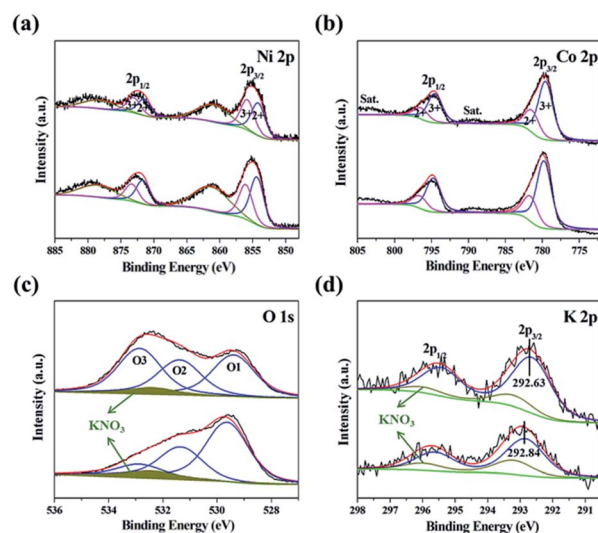 (a)
Ni 2p
2p3/2
2p1/2
3+
2+
3+
2+
Intensity (a.u.)
885 880 875 870 865 860 855 850
Binding Energy (eV)
(b)
Co 2p
2p3/2
2p1/2
Sat.
Sat.
2+
3+
2+
3+
Intensity (a.u.)
805 800 795 790 785 780 775
Binding Energy (eV)
(c)
O 1s
O3
O2
O1
KNO3
Intensity (a.u.)
536 534 532 530 528
Binding Energy (eV)
(d)
K 2p
2p3/2
2p1/2
292.63
KNO3
292.84
Intensity (a.u.)
298 297 296 295 294 293 292 291
Binding Energy (eV)